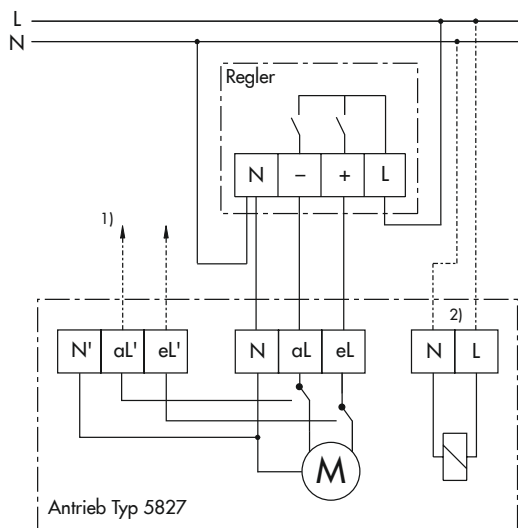 L
N
Regler
N – + L
1)
2)
N' aL' eL' N aL eL N L
M
Antrieb Typ 5827